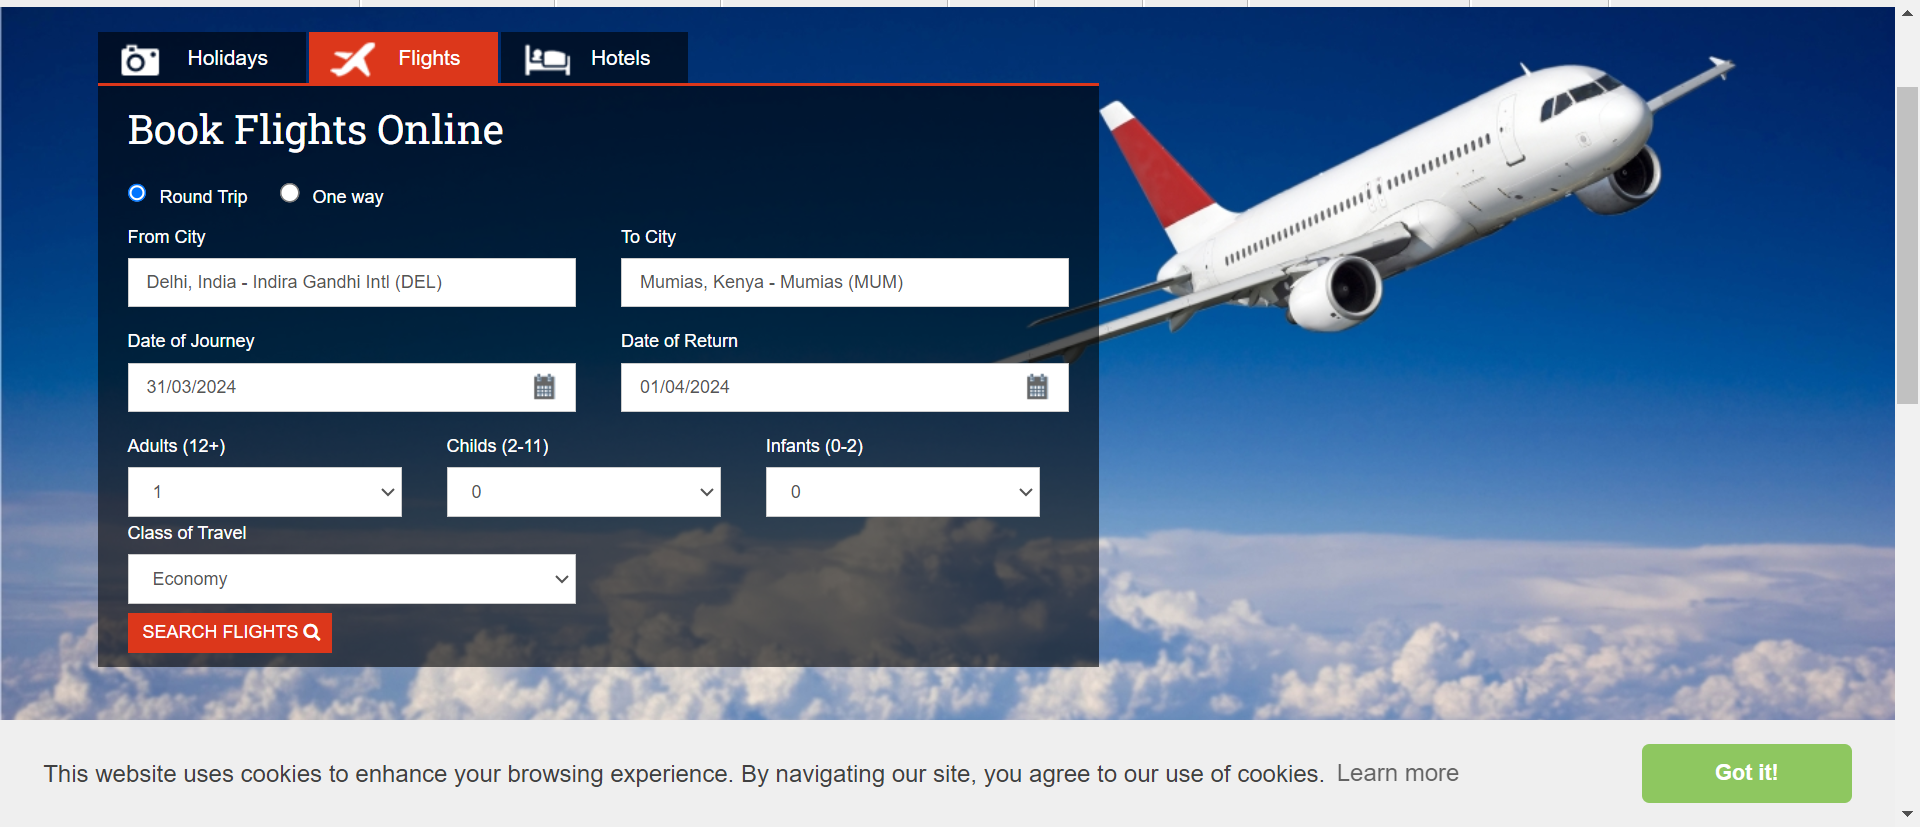 Holidays
Flights
Hotels
Book Flights Online
Round Trip
One way
From City
To City
Delhi, India - Indira Gandhi Intl (DEL)
Mumias, Kenya - Mumias (MUM)
Date of Journey
Date of Return
31/03/2024
01/04/2024
Adults (12+)
Childs (2-11)
Infants (0-2)
1
0
0
Class of Travel
Economy
SEARCH FLIGHTS
This website uses cookies to enhance your browsing experience. By navigating our site, you agree to our use of cookies. Learn more
Got it!